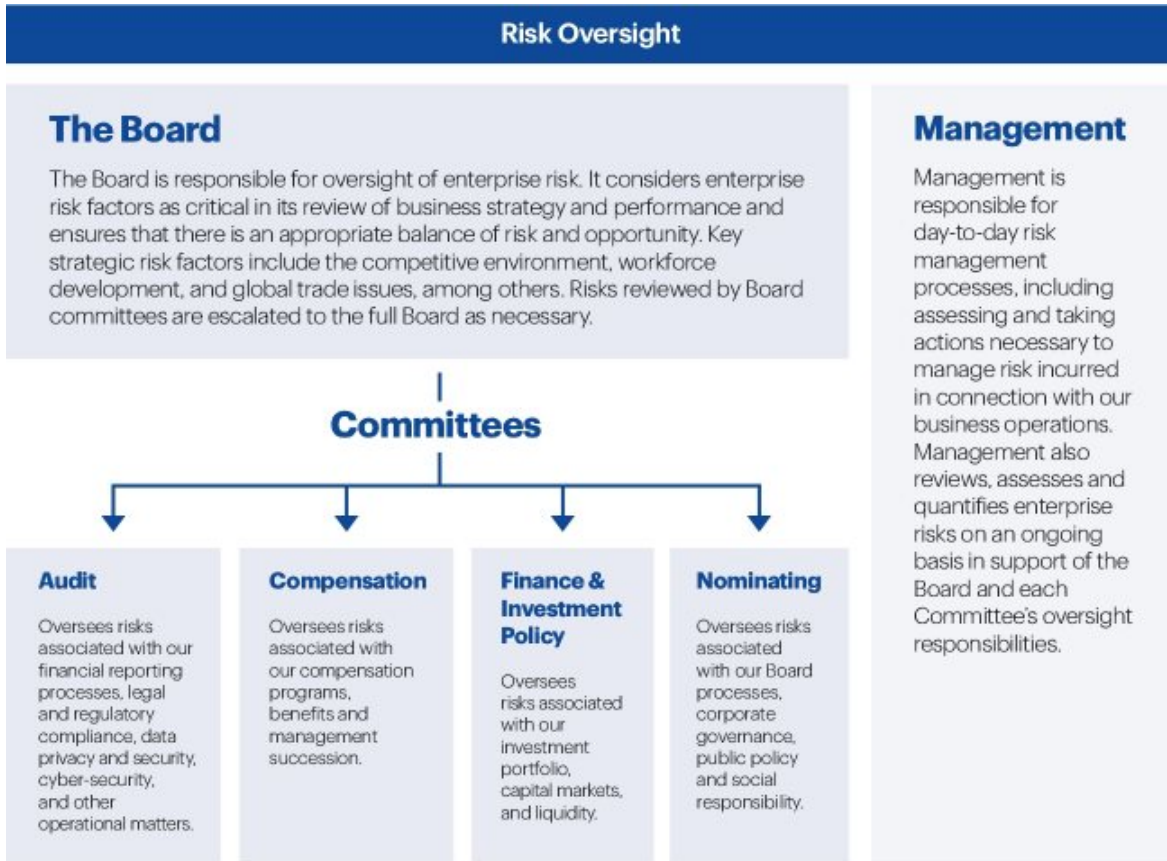 Risk Oversight
The Board
The Board is responsible for oversight of enterprise risk. It considers enterprise
risk factors as critical in its review of business strategy and performance and
ensures that there is an appropriate balance of risk and opportunity. Key
strategic risk factors include the competitive environment, workforce
development, and global trade issues, among others. Risks reviewed by Board
committees are escalated to the full Board as necessary.
Committees
Audit
Oversees risks
associated with our
financial reporting
processes, legal
and regulatory
compliance, data
privacy and security,
cyber-security,
and other
operational matters.
Compensation
Oversees risks
associated with
our compensation
programs,
benefits and
management
succession.
Finance &
Investment
Policy
Oversees
risks associated
with our
investment
portfolio,
capital markets,
and liquidity.
Nominating
Oversees risks
associated
with our Board
processes,
corporate
governance,
public policy
and social
responsibility.
Management
Management is
responsible for
day-to-day risk
management
processes, including
assessing and taking
actions necessary to
manage risk incurred
in connection with our
business operations.
Management also
reviews, assesses and
quantifies enterprise
risks on an ongoing
basis in support of the
Board and each
Committee's oversight
responsibilities.